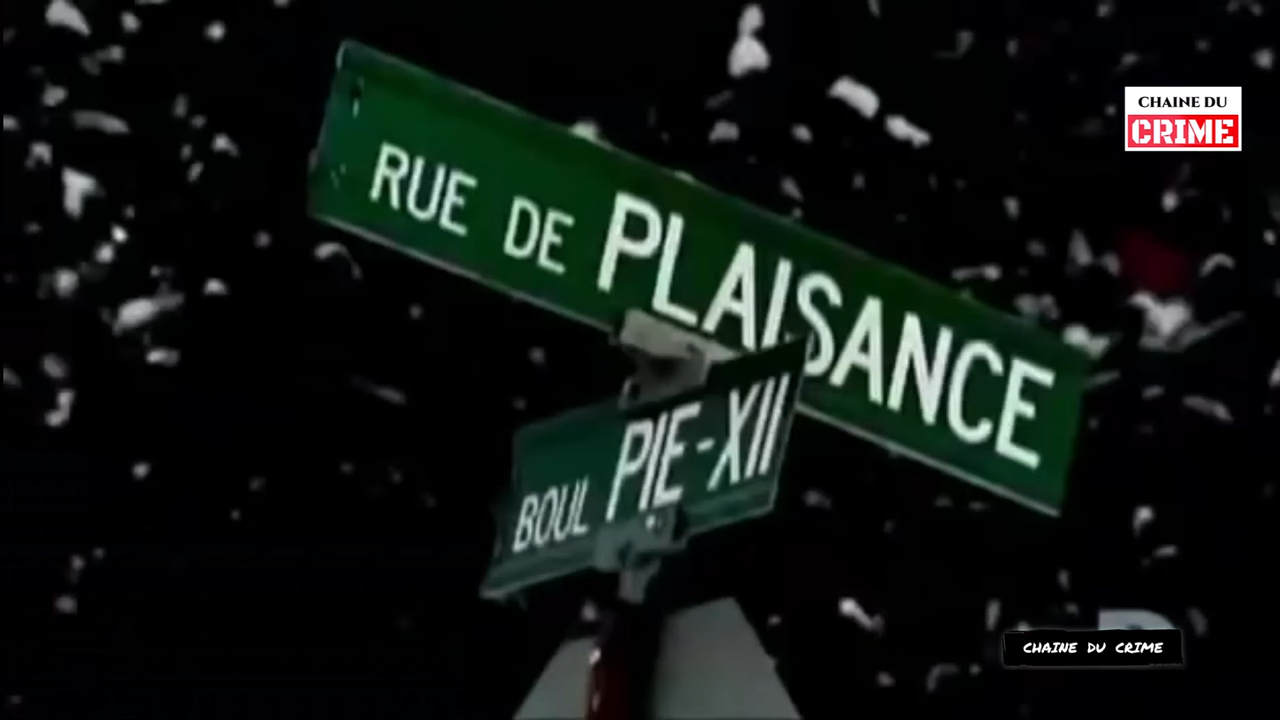 CHAINE DU
CRIME
RUE DE PLAISANCE
BOUL PIE-XII
CHAINE DU CRIME